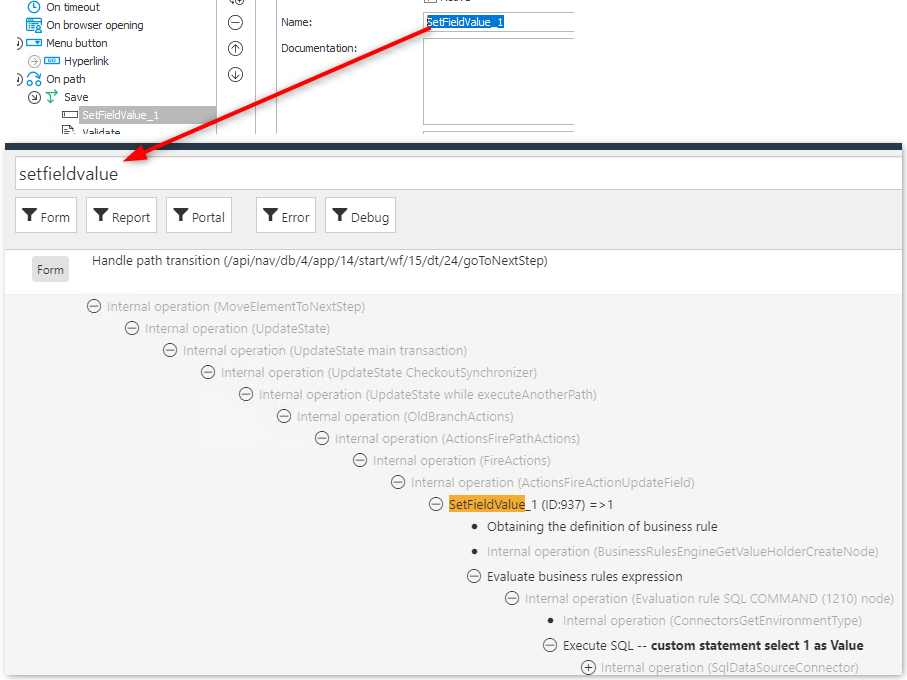 On timeout
On browser opening
Menu button
Hyperlink
On path
Save
SetFieldValue_1
Validate
Name:
SetFieldValue_1
Documentation:
setfieldvalue
Form
Report
Portal
Error
Debug
Form
Handle path transition (/api/nav/db/4/app/14/start/wf/15/dt/24/goToNextStep)
Internal operation (MoveElementToNextStep)
Internal operation (UpdateState)
Internal operation (UpdateState main transaction)
Internal operation (UpdateState CheckoutSynchronizer)
Internal operation (UpdateState while executeAnotherPath)
Internal operation (OldBranchActions)
Internal operation (ActionsFirePathActions)
Internal operation (FireActions)
Internal operation (ActionsFireActionUpdateField)
SetFieldValue_1 (ID:937) =>1
Obtaining the definition of business rule
Internal operation (BusinessRulesEngineGetValueHolderCreateNode)
Evaluate business rules expression
Internal operation (Evaluation rule SQL COMMAND (1210) node)
Internal operation (ConnectorsGetEnvironmentType)
Execute SQL -- custom statement select 1 as Value
Internal operation (SqlDataSourceConnector)